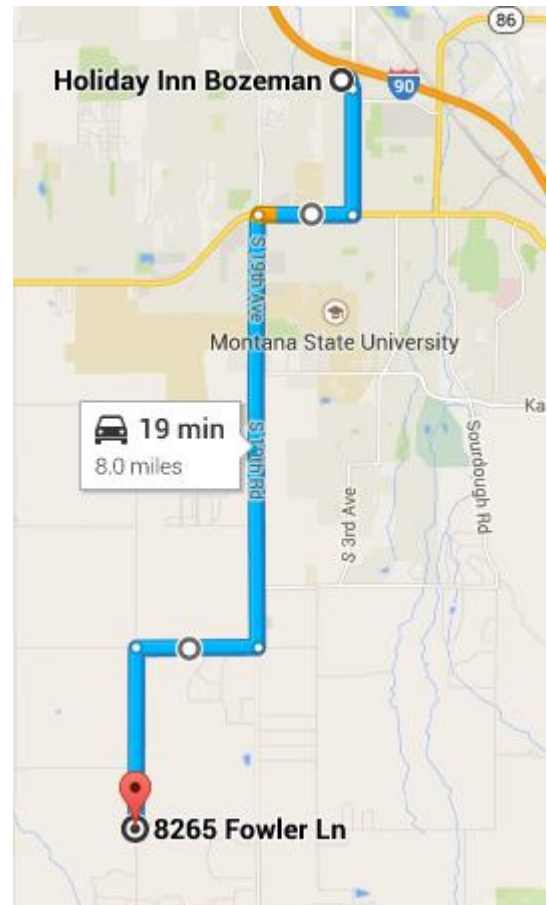 86
Holiday Inn Bozeman
90
S 19th Ave
Montana State University
19 min
8.0 miles
S 19th Rd
Ka
Sourdough Rd
S 3rd Ave
8265 Fowler Ln